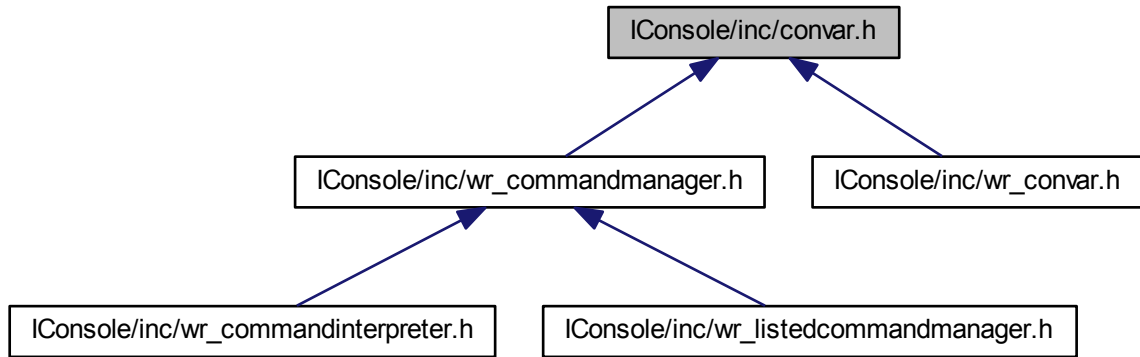 IConsole/inc/convar.h
IConsole/inc/wr_commandmanager.h
IConsole/inc/wr_convar.h
IConsole/inc/wr_commandinterpreter.h
IConsole/inc/wr_listedcommandmanager.h